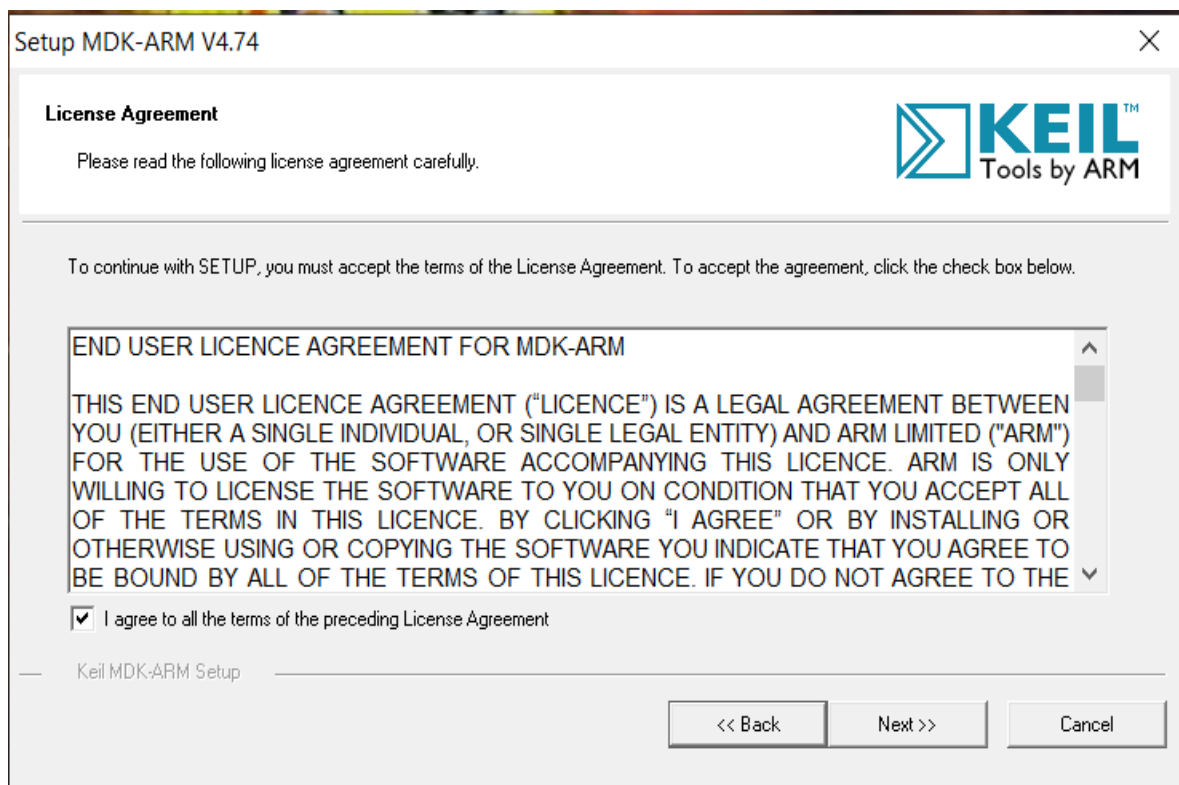 Setup MDK-ARM V4.74
License Agreement
Please read the following license agreement carefully.
KEIL™
Tools by ARM
To continue with SETUP, you must accept the terms of the License Agreement. To accept the agreement, click the check box below.
END USER LICENCE AGREEMENT FOR MDK-ARM
THIS END USER LICENCE AGREEMENT (“LICENCE”) IS A LEGAL AGREEMENT BETWEEN
YOU (EITHER A SINGLE INDIVIDUAL, OR SINGLE LEGAL ENTITY) AND ARM LIMITED ("ARM")
FOR THE USE OF THE SOFTWARE ACCOMPANYING THIS LICENCE. ARM IS ONLY
WILLING TO LICENSE THE SOFTWARE TO YOU ON CONDITION THAT YOU ACCEPT ALL
OF THE TERMS IN THIS LICENCE. BY CLICKING “I AGREE” OR BY INSTALLING OR
OTHERWISE USING OR COPYING THE SOFTWARE YOU INDICATE THAT YOU AGREE TO
BE BOUND BY ALL OF THE TERMS OF THIS LICENCE. IF YOU DO NOT AGREE TO THE
I agree to all the terms of the preceding License Agreement
Keil MDK-ARM Setup
<< Back
Next >>
Cancel